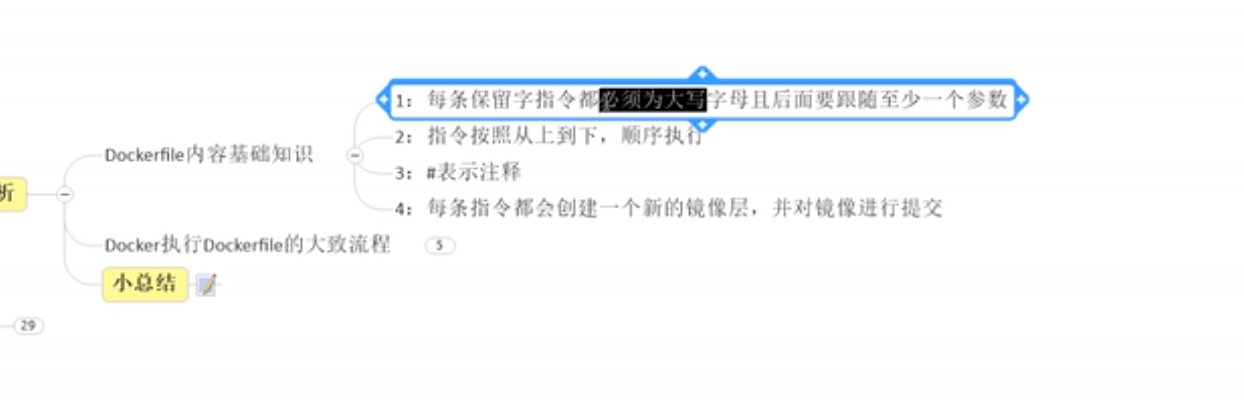 1：每条保留字指令都必须为大写字母且后面要跟随至少一个参数
2：指令按照从上到下，顺序执行
Dockerfile内容基础知识
3：#表示注释
析
4：每条指令都会创建一个新的镜像层，并对镜像进行提交
Docker执行Dockerfile的大致流程 5
小总结
29